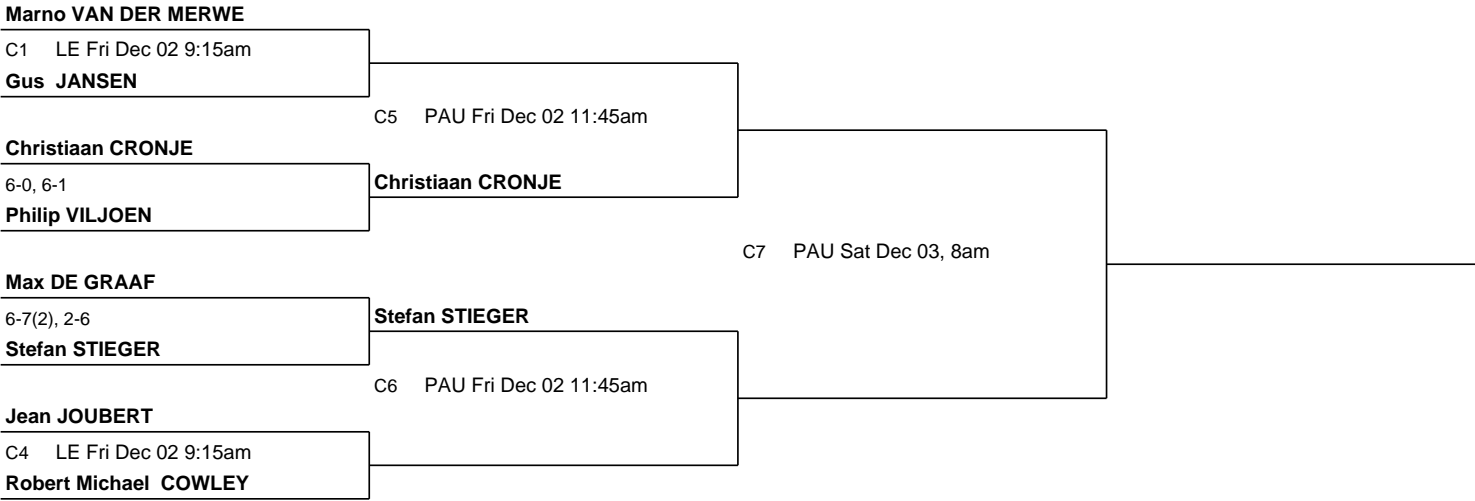 Marno VAN DER MERWE
C1 LE Fri Dec 02 9:15am
Gus JANSEN
C5 PAU Fri Dec 02 11:45am
Christiaan CRONJE
6-0, 6-1
Christiaan CRONJE
Philip VILJOEN
C7 PAU Sat Dec 03, 8am
Max DE GRAAF
6-7(2), 2-6
Stefan STIEGER
Stefan STIEGER
C6 PAU Fri Dec 02 11:45am
Jean JOUBERT
C4 LE Fri Dec 02 9:15am
Robert Michael COWLEY